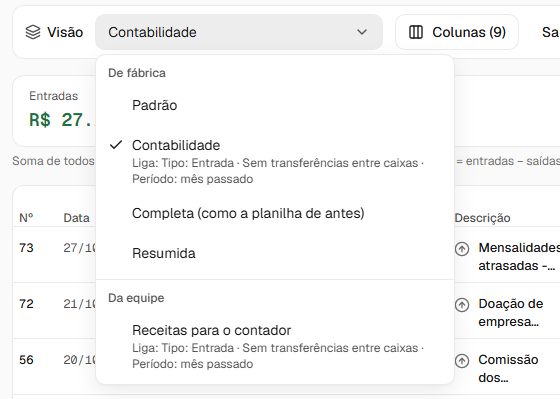 Visão
Contabilidade
Colunas (9)
Sa
De fábrica
Padrão
Contabilidade
Liga: Tipo: Entrada · Sem transferências entre caixas ·
Período: mês passado
Completa (como a planilha de antes)
Resumida
Da equipe
Receitas para o contador
Liga: Tipo: Entrada · Sem transferências entre caixas ·
Período: mês passado
Entradas
R$ 27.
Soma de todos
= entradas – saídas
Nº
Data
Descrição
73
27/10
Mensalidades
atrasadas -...
72
21/10
Doação de
empresa...
56
20/10
Comissão
dos...